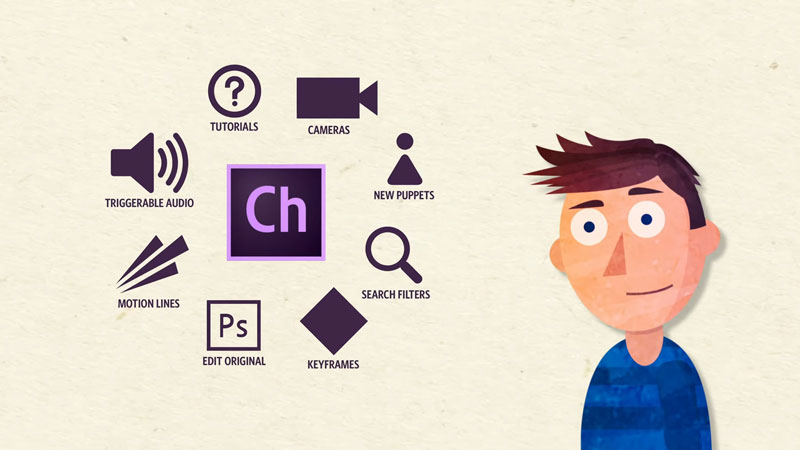 TUTORIALS
CAMERAS
TRIGGERABLE AUDIO
Ch
NEW PUPPETS
MOTION LINES
SEARCH FILTERS
Ps
EDIT ORIGINAL
KEYFRAMES
?